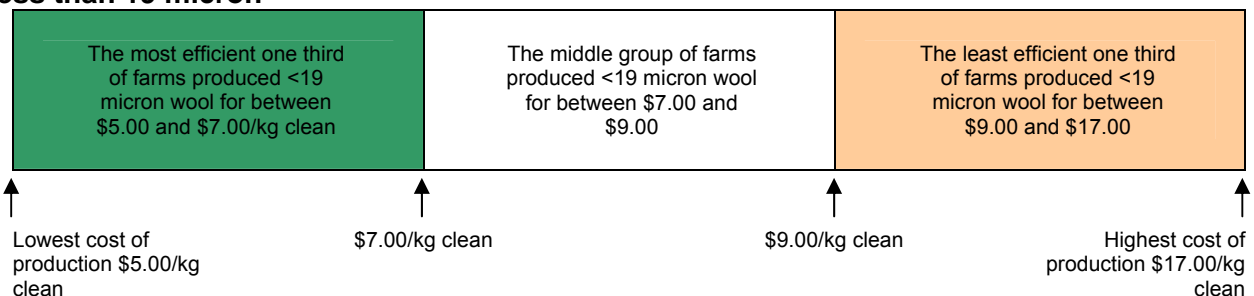 less than 19 micron
The most efficient one third
of farms produced <19
micron wool for between
$5.00 and $7.00/kg clean
The middle group of farms
produced <19 micron wool
for between $7.00 and
$9.00
The least efficient one third
of farms produced <19
micron wool for between
$9.00 and $17.00
Lowest cost of
production $5.00/kg
clean
$7.00/kg clean
$9.00/kg clean
Highest cost of
production $17.00/kg
clean